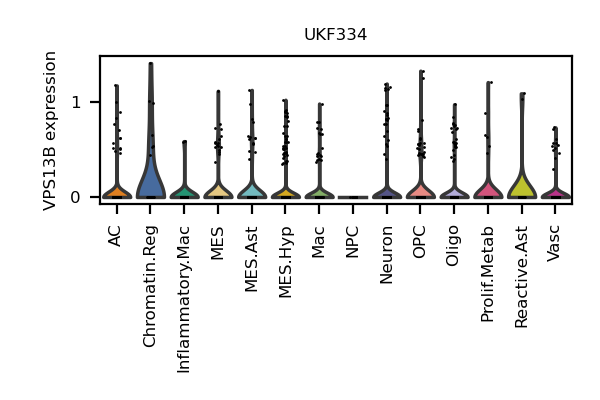 UKF334
VPS13B expression
1
0
AC
Chromatin.Reg
Inflammatory.Mac
MES
MES.Ast
MES.Hyp
Mac
NPC
Neuron
OPC
Oligo
Prolif.Metab
Reactive.Ast
Vasc